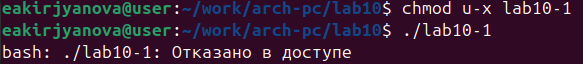 eakirjyanova@user:~/work/arch-pc/lab10$ chmod u-x lab10-1
eakirjyanova@user:~/work/arch-pc/lab10$ ./lab10-1
bash: ./lab10-1: Отказано в доступе